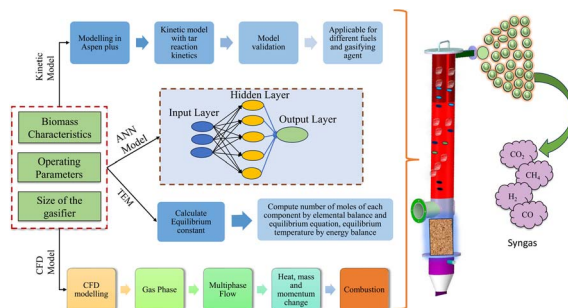 Kinetic
Model
Modelling in
Aspen plus
Kinetic model
with tar
reaction
kinetics
Model
validation
Applicable for
different fuels
and gasifying
agent
Biomass
Characteristics
Operating
Parameters
Size of the
gasifier
ANN
Model
Input Layer
Hidden Layer
Output Layer
TEM
Calculate
Equilibrium
constant
Compute number of moles of each
component by elemental balance and
equilibrium equation, equilibrium
temperature by energy balance
CFD
Model
CFD
modelling
Gas Phase
Multiphase
Flow
Heat, mass
and
momentum
change
Combustion
CO2
CH4
H2
CO
Syngas